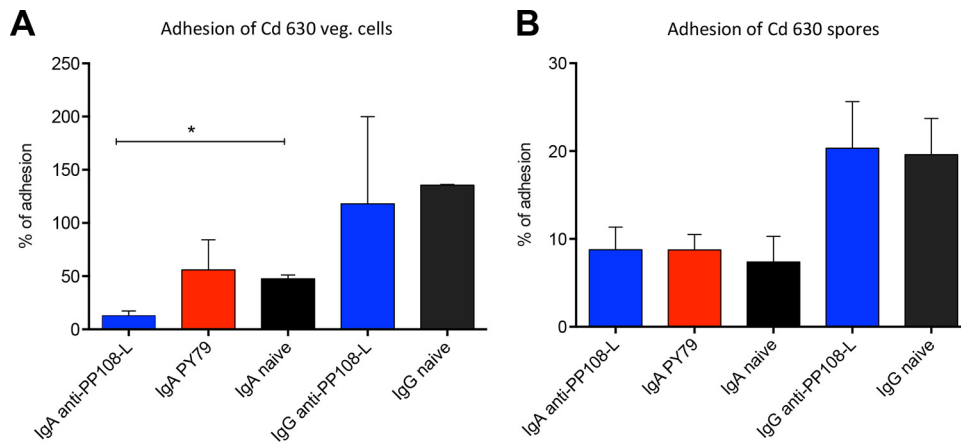 A
Adhesion of Cd 630 veg. cells
% of adhesion
250
200
150
100
50
0
*
IgA anti-PP108-L
IgA PY79
IgA naive
IgG anti-PP108-L
IgG naive
B
Adhesion of Cd 630 spores
% of adhesion
30
20
10
0
IgA anti-PP108-L
IgA PY79
IgA naive
IgG anti-PP108-L
IgG naive